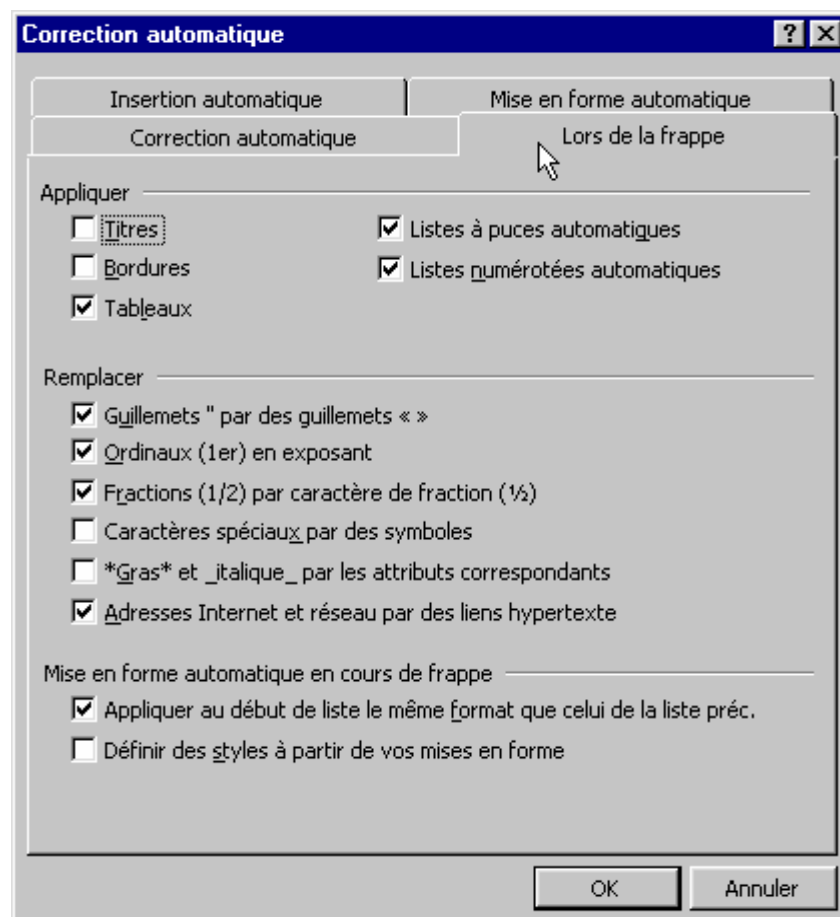 Correction automatique
Insertion automatique
Mise en forme automatique
Correction automatique
Lors de la frappe
Appliquer
Titres
Listes à puces automatiques
Bordures
Listes numérotées automatiques
Tableaux
Remplacer
Guillemets " par des guillemets « »
Ordinaux (1er) en exposant
Fractions (1/2) par caractère de fraction (½)
Caractères spéciaux par des symboles
*Gras* et _italique_ par les attributs correspondants
Adresses Internet et réseau par des liens hypertexte
Mise en forme automatique en cours de frappe
Appliquer au début de liste le même format que celui de la liste préc.
Définir des styles à partir de vos mises en forme
OK
Annuler